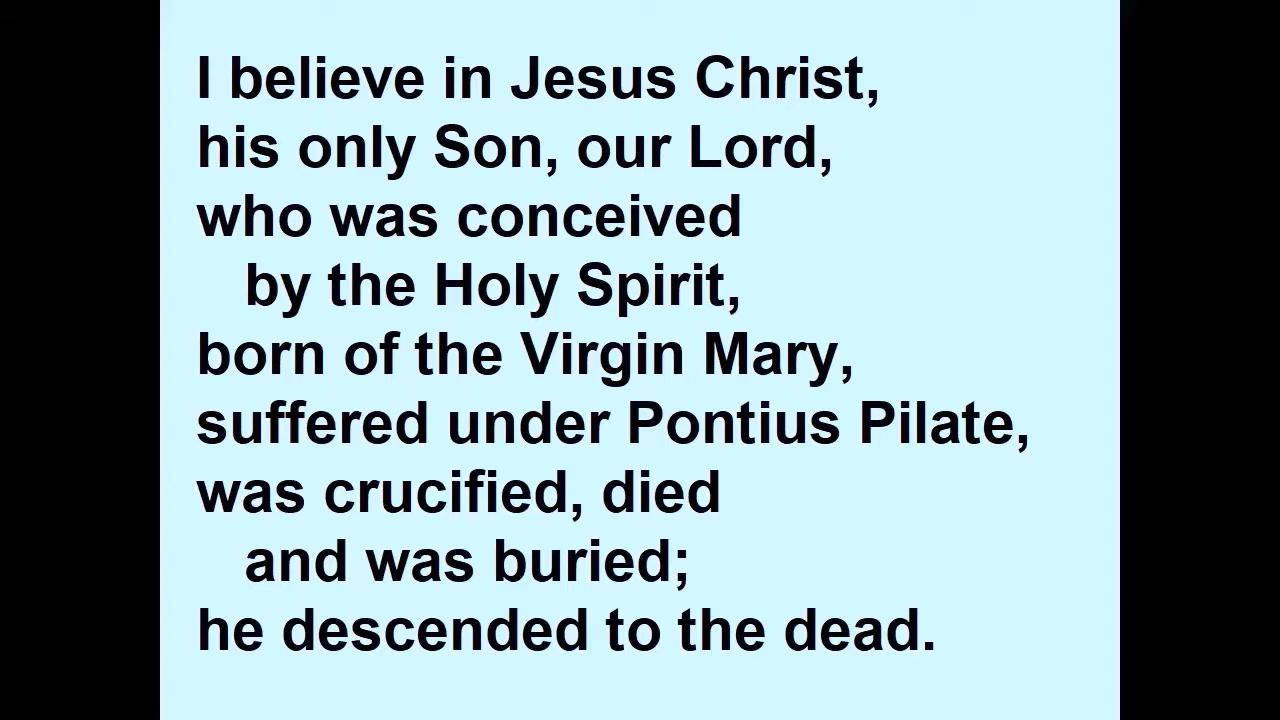 I believe in Jesus Christ,
his only Son, our Lord,
who was conceived
by the Holy Spirit,
born of the Virgin Mary,
suffered under Pontius Pilate,
was crucified, died
and was buried;
he descended to the dead.